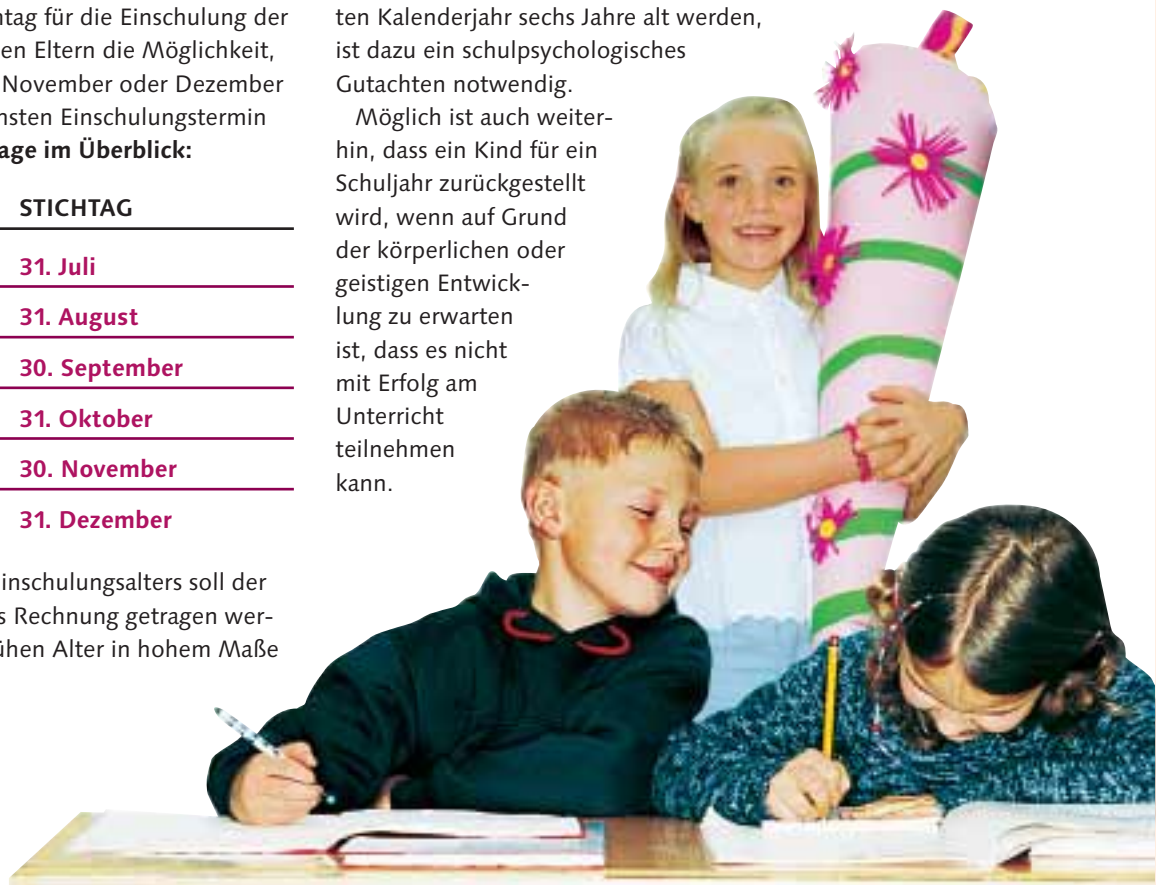 ntag für die Einschulung der
en Eltern die Möglichkeit,
November oder Dezember
nsten Einschulungstermin
age im Überblick:
STICHTAG
31. Juli
31. August
30. September
31. Oktober
30. November
31. Dezember
inschulungsalters soll der
s Rechnung getragen wer-
ühen Alter in hohem Maße
ten Kalenderjahr sechs Jahre alt werden,
ist dazu ein schulpsychologisches
Gutachten notwendig.
Möglich ist auch weiter-
hin, dass ein Kind für ein
Schuljahr zurückgestellt
wird, wenn auf Grund
der körperlichen oder
geistigen Entwick-
lung zu erwarten
ist, dass es nicht
mit Erfolg am
Unterricht
teilnehmen
kann.